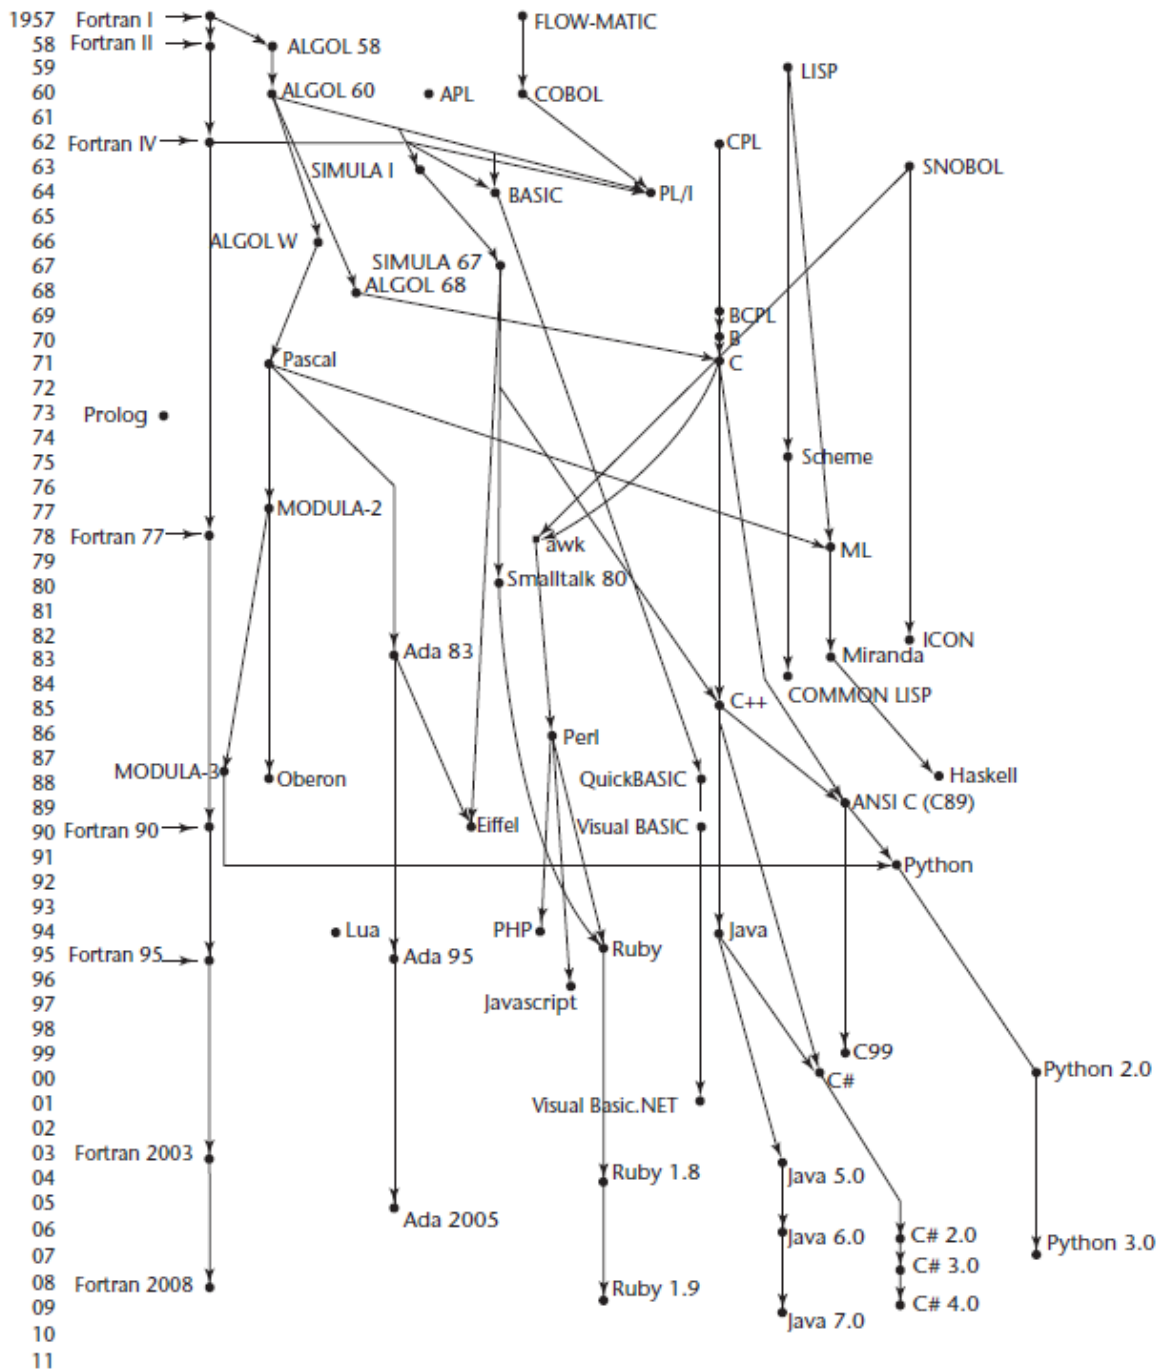 1957 Fortran I FLOW-MATIC
58 Fortran II ALGOL 58
59 LISP
60 ALGOL 60 APL COBOL
61
62 Fortran IV CPL
63 SIMULA I SNOBOL
64 BASIC PL/I
65
66 ALGOL W
67 SIMULA 67
68 ALGOL 68
69 BCPL
70 B
71 Pascal C
72
73 Prolog
74
75 Scheme
76
77 MODULA-2
78 Fortran 77 awk ML
79
80 Smalltalk 80
81
82 ICON
83 Ada 83 Miranda
84 COMMON LISP
85 C++
86 Perl
87 MODULA-3 Haskell
88 Oberon QuickBASIC
89 ANSI C (C89)
90 Fortran 90 Eiffel Visual BASIC
91 Python
92
93
94 Lua PHP Java
95 Fortran 95 Ada 95 Ruby
96 Javascript
97
98
99 C99
00 C# Python 2.0
01 Visual Basic.NET
02
03 Fortran 2003
04 Ruby 1.8 Java 5.0
05 Ada 2005
06 Java 6.0 C# 2.0 Python 3.0
07 C# 3.0
08 Fortran 2008 Ruby 1.9
09 Java 7.0 C# 4.0
10
11